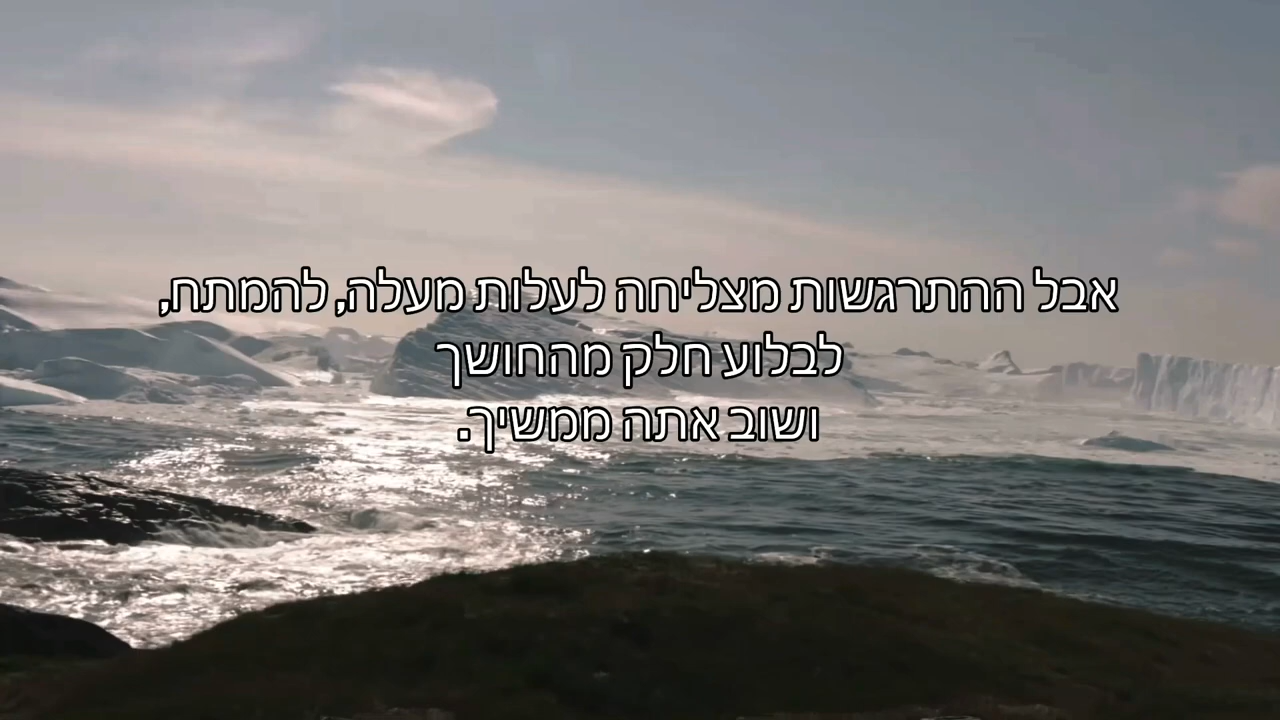 אבל ההתרגשות מצליחה לעלות מעלה, להמתח,
לבלוע חלק מהחושך
ושוב אתה ממשיך.